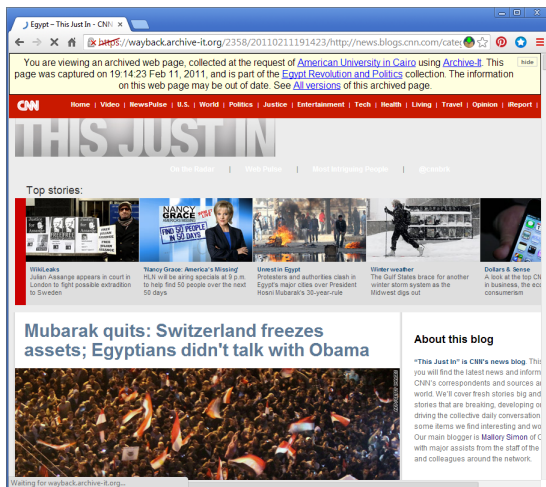 Egypt – This Just In - CNN
https://wayback.archive-it.org/2358/20110211191423/http://news.blogs.cnn.com/categ
You are viewing an archived web page, collected at the request of American University in Cairo using Archive-It. This
page was captured on 19:14:23 Feb 11, 2011, and is part of the Egypt Revolution and Politics collection. The information
on this web page may be out of date. See All versions of this archived page.
hide
CNN
Home | Video | NewsPulse | U.S. | World | Politics | Justice | Entertainment | Tech | Health | Living | Travel | Opinion | iReport |
THIS JUST IN
On the Radar | Web Pulse | Most Intriguing People | @cnntech
Top stories:
NANCY
GRACE
AMERICA'S MISSING
FIND 50 PEOPLE
IN 50 DAYS
WikiLeaks
Julian Assange appears in court in
London to fight possible extradition
to Sweden
'Nancy Grace: America's Missing'
HLN will be airing specials at 9 p.m.
to help find 50 people over the next
50 days
Unrest in Egypt
Protesters and authorities clash in
Egypt's major cities over President
Hosni Mubarak's 30-year-rule
Winter weather
The Gulf States brace for another
winter storm system as the
Midwest digs out
Dollars & Sense
A look at the top CN
in business, the eco
consumerism
Mubarak quits: Switzerland freezes
assets; Egyptians didn't talk with Obama
About this blog
"This Just In" is CNN's news blog. This
you will find the latest news and inform
CNN's correspondents and sources a
world. We'll cover fresh stories big and
stories that are breaking, developing o
driving the collective daily conversation
some items we find interesting and wo
Our main blogger is Mallory Simon of C
with major assists from the staff of the
and colleagues around the network.
Waiting for wayback.archive-it.org...